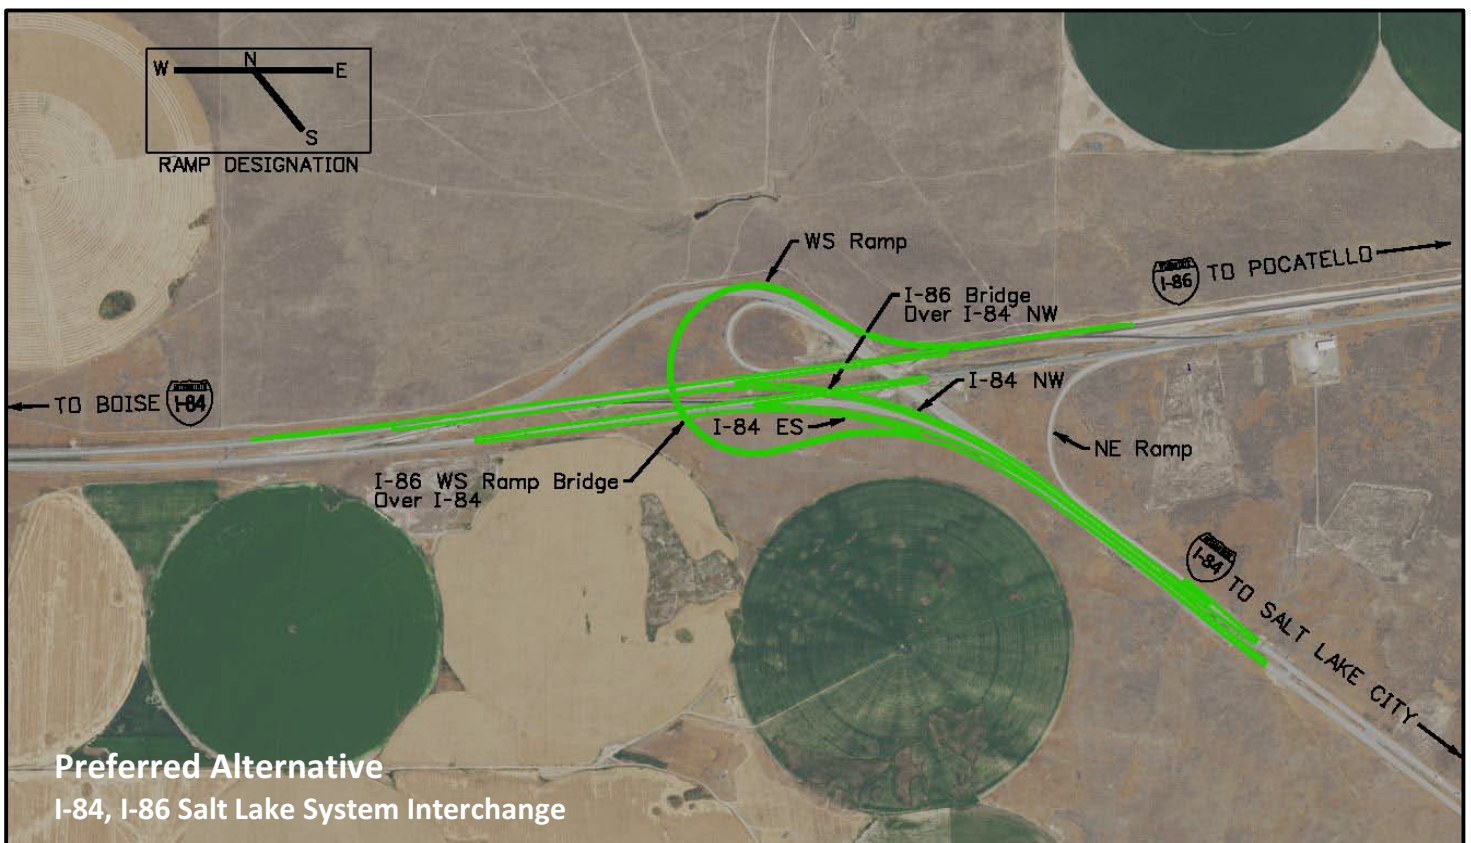 W N E
S
RAMP DESIGNATION
WS Ramp
I-86 Bridge
Over I-84 NW
I-86
TO POCATELLO
I-84 NW
TO BOISE
I-84
I-84 ES
NE Ramp
I-86 WS Ramp Bridge
Over I-84
I-84
TO SALT LAKE CITY
Preferred Alternative
I-84, I-86 Salt Lake System Interchange